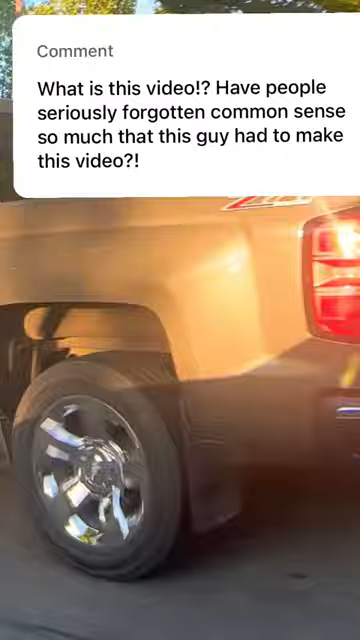 Comment
What is this video!? Have people
seriously forgotten common sense
so much that this guy had to make
this video?!